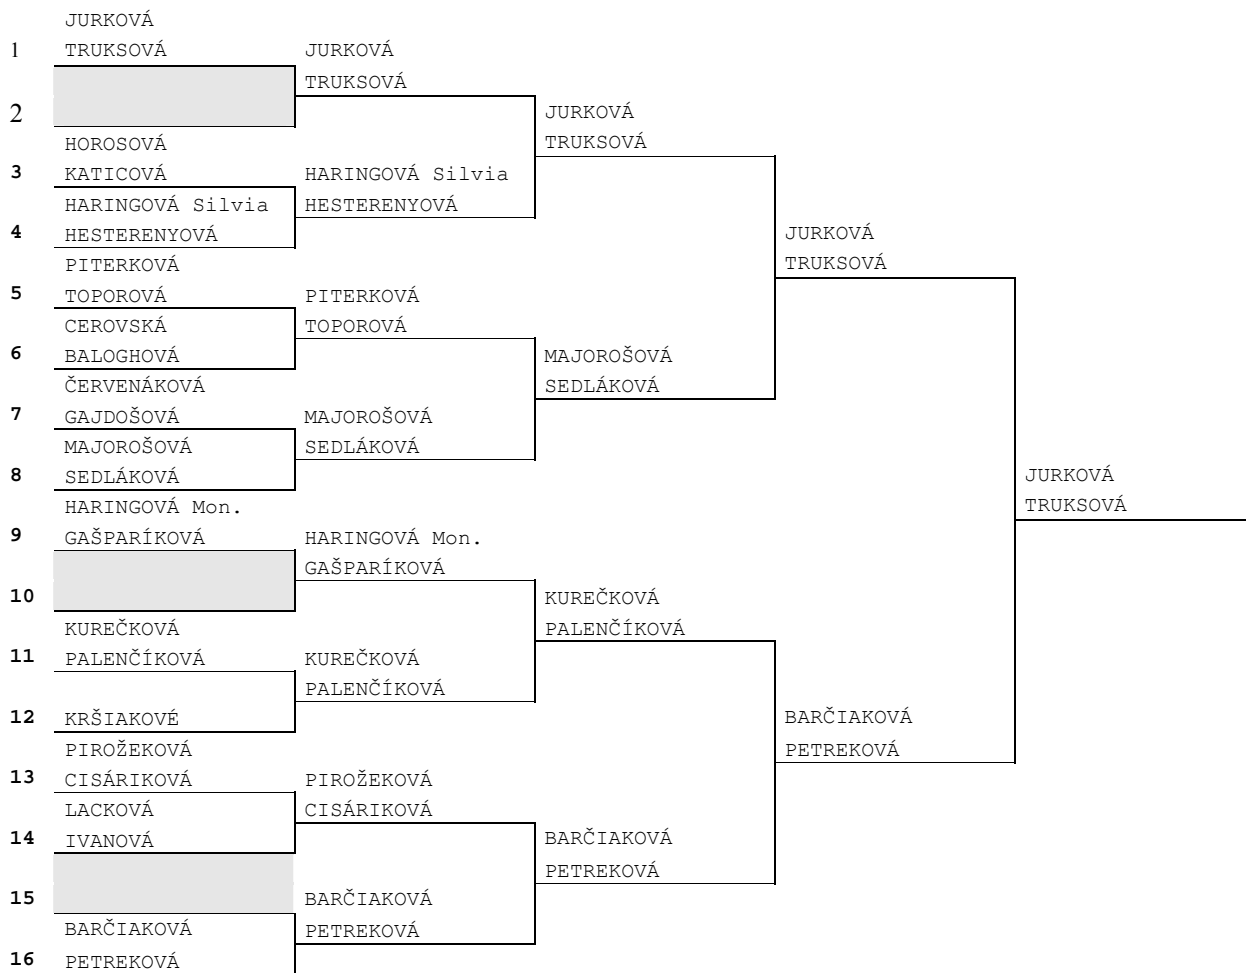 JURKOVÁ
1 TRUKSOVÁ JURKOVÁ
TRUKSOVÁ
2 JURKOVÁ
HOROSOVÁ TRUKSOVÁ
3 KATICOVÁ HARINGOVÁ Silvia
HARINGOVÁ Silvia HESTERENYOVÁ
4 HESTERENYOVÁ JURKOVÁ
PITERKOVÁ TRUKSOVÁ
5 TOPOROVÁ PITERKOVÁ
CEROVSKÁ TOPOROVÁ
6 BALOGHOVÁ MAJOROŠOVÁ
ČERVENÁKOVÁ SEDLÁKOVÁ
7 GAJDOŠOVÁ MAJOROŠOVÁ
MAJOROŠOVÁ SEDLÁKOVÁ
8 SEDLÁKOVÁ JURKOVÁ
HARINGOVÁ Mon. TRUKSOVÁ
9 GAŠPARÍKOVÁ HARINGOVÁ Mon.
GAŠPARÍKOVÁ
10 KUREČKOVÁ
KUREČKOVÁ PALENČÍKOVÁ
11 PALENČÍKOVÁ KUREČKOVÁ
PALENČÍKOVÁ
12 KRŠIAKOVÉ BARČIAKOVÁ
PIROŽEKOVÁ PETREKOVÁ
13 CISÁRIKOVÁ PIROŽEKOVÁ
LACKOVÁ CISÁRIKOVÁ
14 IVANOVÁ BARČIAKOVÁ
PETREKOVÁ
15 BARČIAKOVÁ
BARČIAKOVÁ PETREKOVÁ
16 PETREKOVÁ